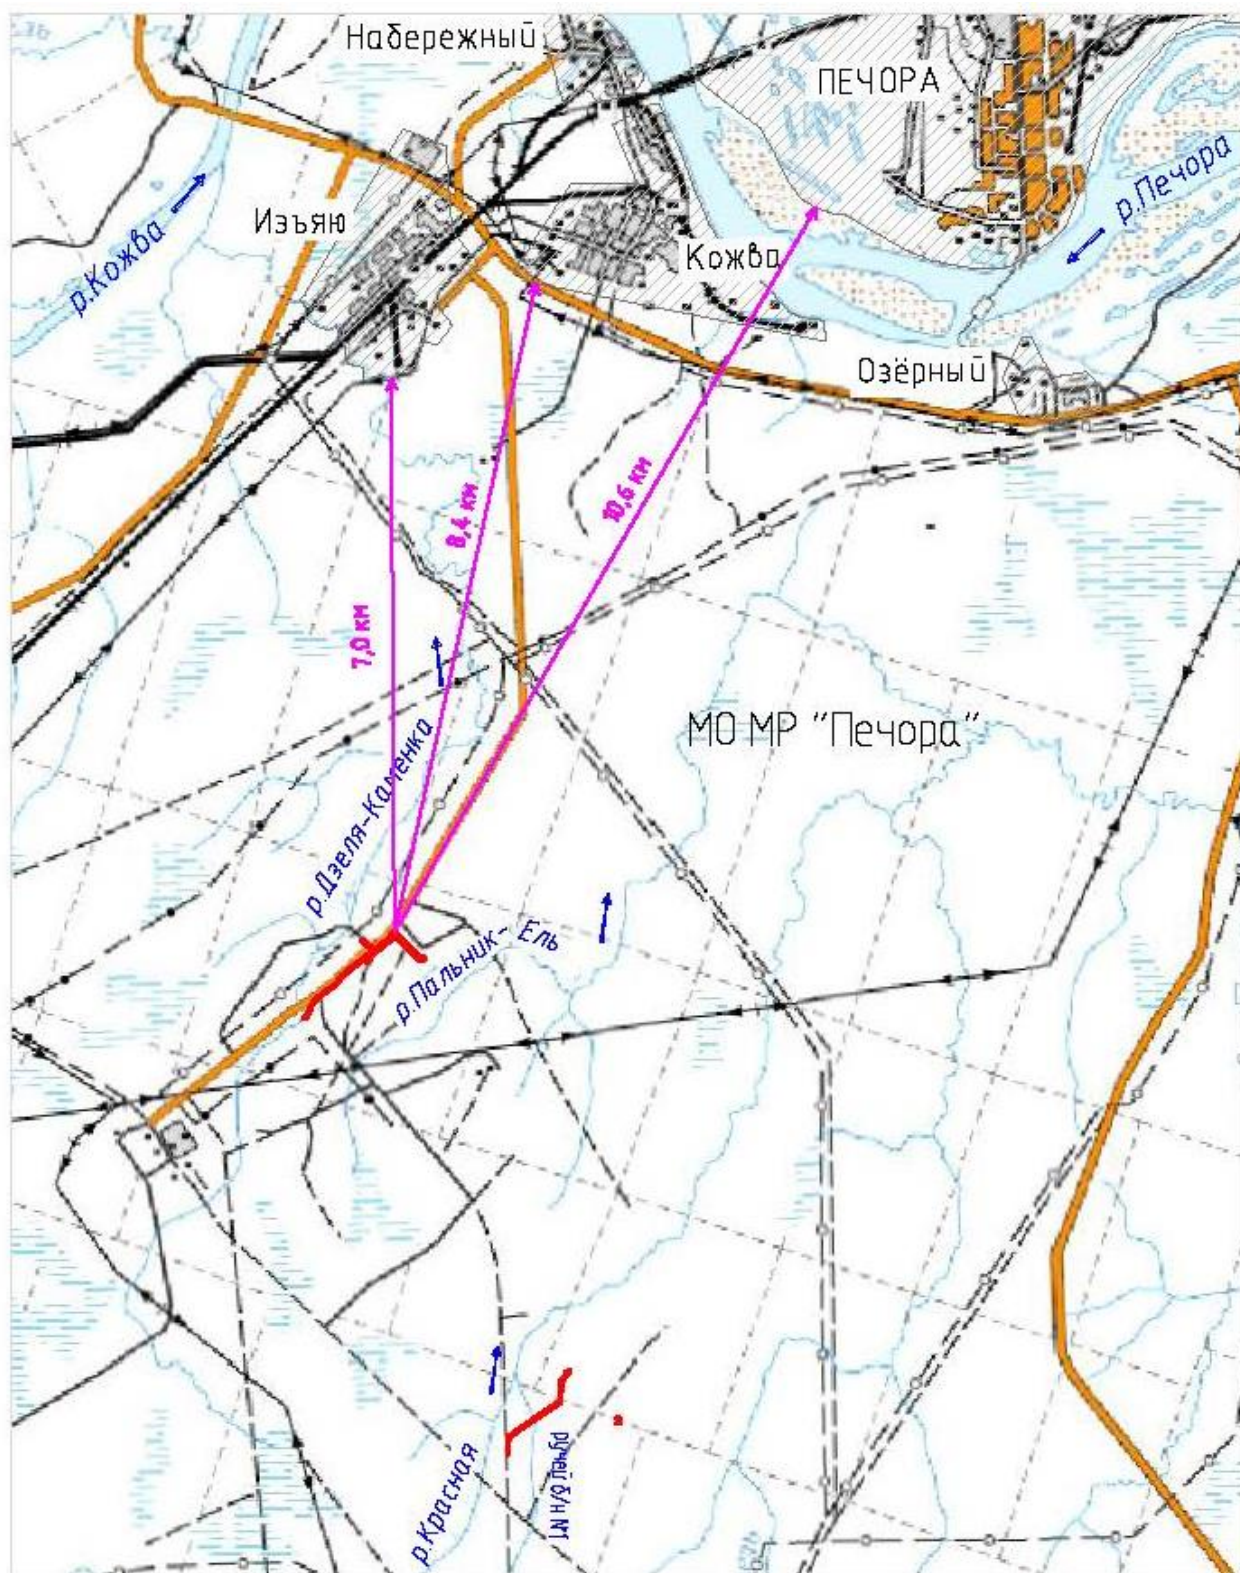 Набережный
ПЕЧОРА
р.Печора
Изъяю
р.Кожва
Кожва
Озёрный
10,6 км
8,4 км
7,0 км
МО МР "Печора"
р.Дзеля-Каменка
р.Пальник-Ель
р.Красная
ручей б/н №1